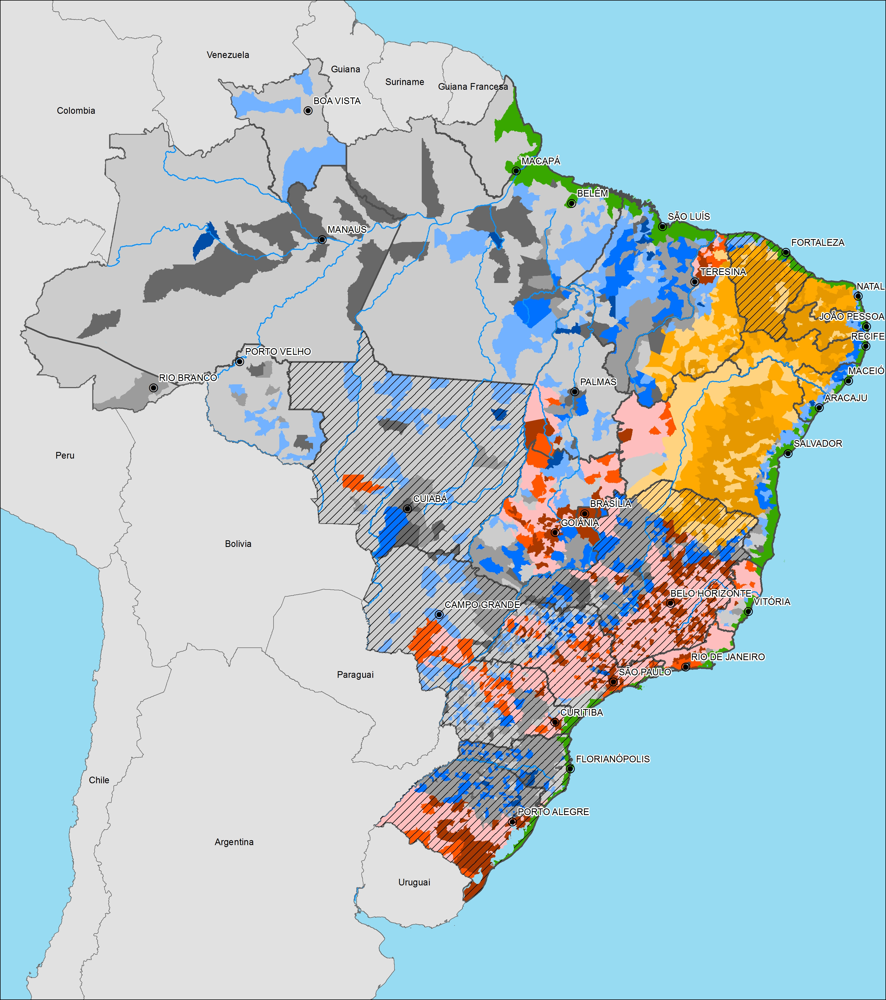 Venezuela
Guiana
Suriname
Guiana Francesa
BOA VISTA
Colombia
MACAPÁ
BELÉM
SÃO LUÍS
MANAUS
FORTALEZA
TERESINA
NATAL
JOÃO PESSOA
RECIFE
PORTO VELHO
MACEIÓ
RIO BRANCO
PALMAS
ARACAJU
SALVADOR
Peru
CUIABÁ
BRASÍLIA
GOIÂNIA
Bolivia
BELO HORIZONTE
VITÓRIA
CAMPO GRANDE
RIO DE JANEIRO
SÃO PAULO
Paraguai
CURITIBA
FLORIANÓPOLIS
Chile
PORTO ALEGRE
Argentina
Uruguai